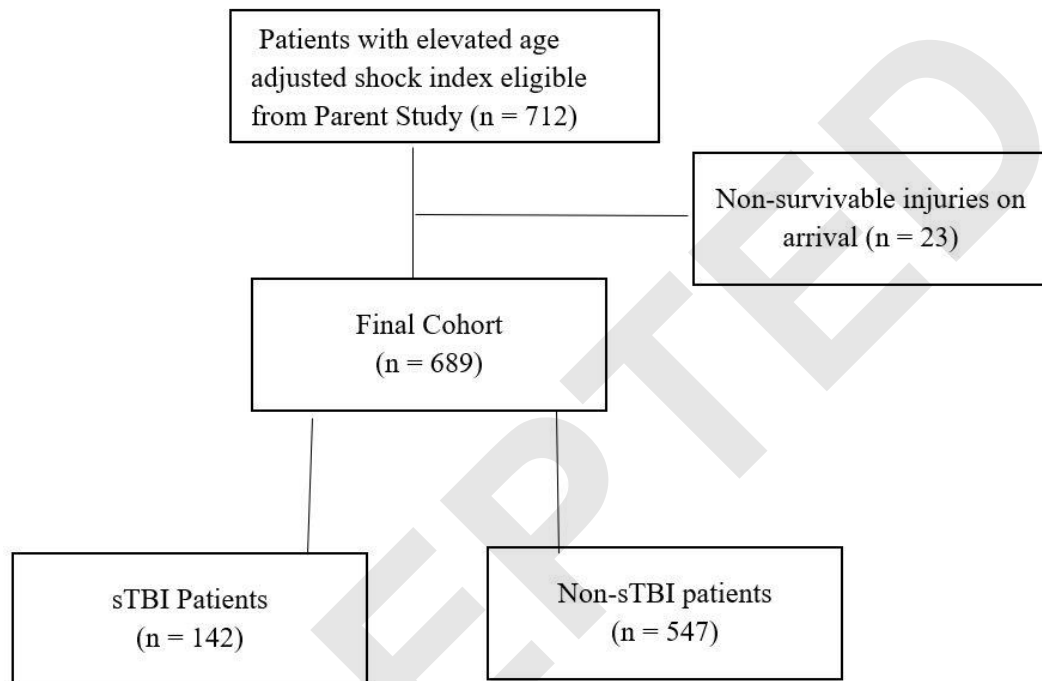 Patients with elevated age
adjusted shock index eligible
from Parent Study (n = 712)
Non-survivable injuries on
arrival (n = 23)
Final Cohort
(n = 689)
sTBI Patients
(n = 142)
Non-sTBI patients
(n = 547)
EPTED